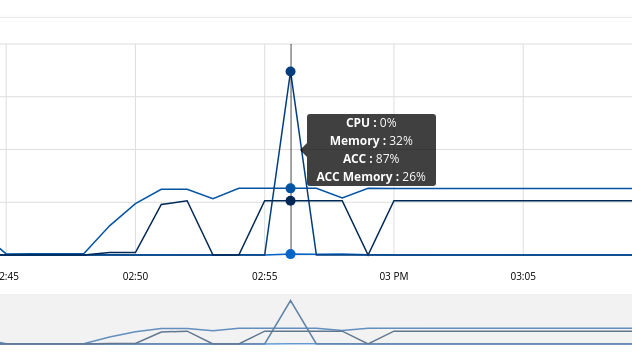 CPU : 0%
Memory : 32%
ACC : 87%
ACC Memory : 26%
2:45 02:50 02:55 03 PM 03:05